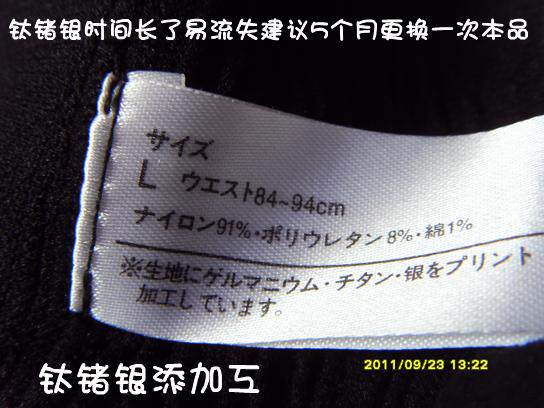 钛锗银时间长了易流失建议5个月更换一次本品
サイズ
L ウエスト84~94cm
ナイロン91%・ポリウレタン8%・綿1%
※生地にゲルマニウム・チタン・银をプリント
加工しています。
2011/09/23 13:22
钛锗银添加工